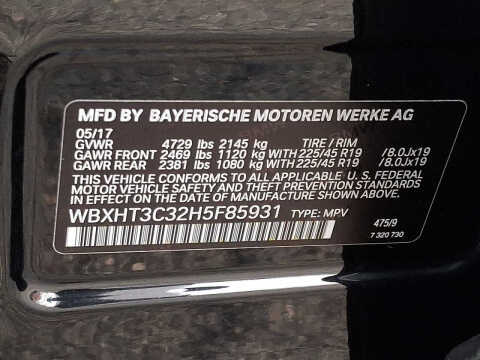 MFD BY BAYERISCHE MOTOREN WERKE AG
05/17
GVWR 4729 lbs 2145 kg TIRE / RIM
GAWR FRONT 2469 lbs 1120 kg WITH 225/45 R19 /8.0Jx19
GAWR REAR 2381 lbs 1080 kg WITH 225/45 R19 /8.0Jx19
THIS VEHICLE CONFORMS TO ALL APPLICABLE U. S. FEDERAL
MOTOR VEHICLE SAFETY AND THEFT PREVENTION STANDARDS
IN EFFECT ON THE DATE OF MANUFACTURE SHOWN ABOVE.
WBXHT3C32H5F85931 TYPE: MPV
475/9
7 320 730